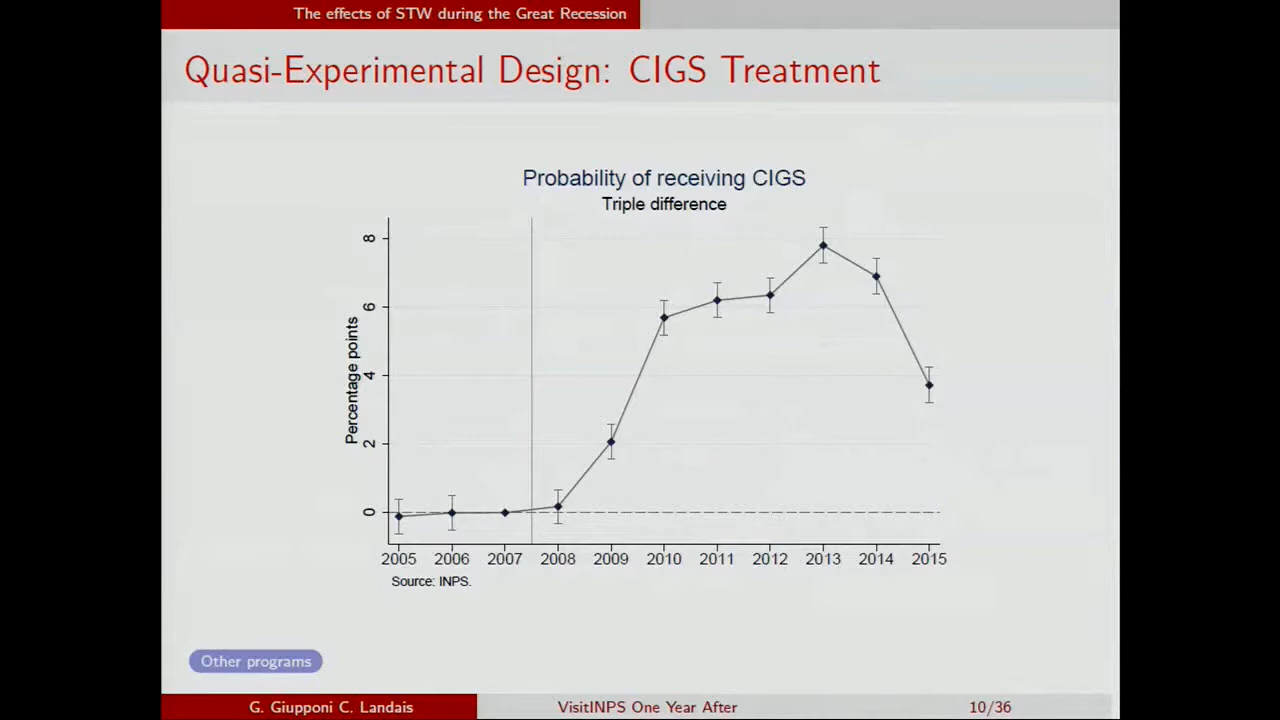 The effects of STW during the Great Recession
Quasi-Experimental Design: CIGS Treatment
Probability of receiving CIGS
Triple difference
Percentage points
8
6
4
2
0
2005 2006 2007 2008 2009 2010 2011 2012 2013 2014 2015
Source: INPS.
Other programs
G. Giupponi C. Landais VisitINPS One Year After 10/36